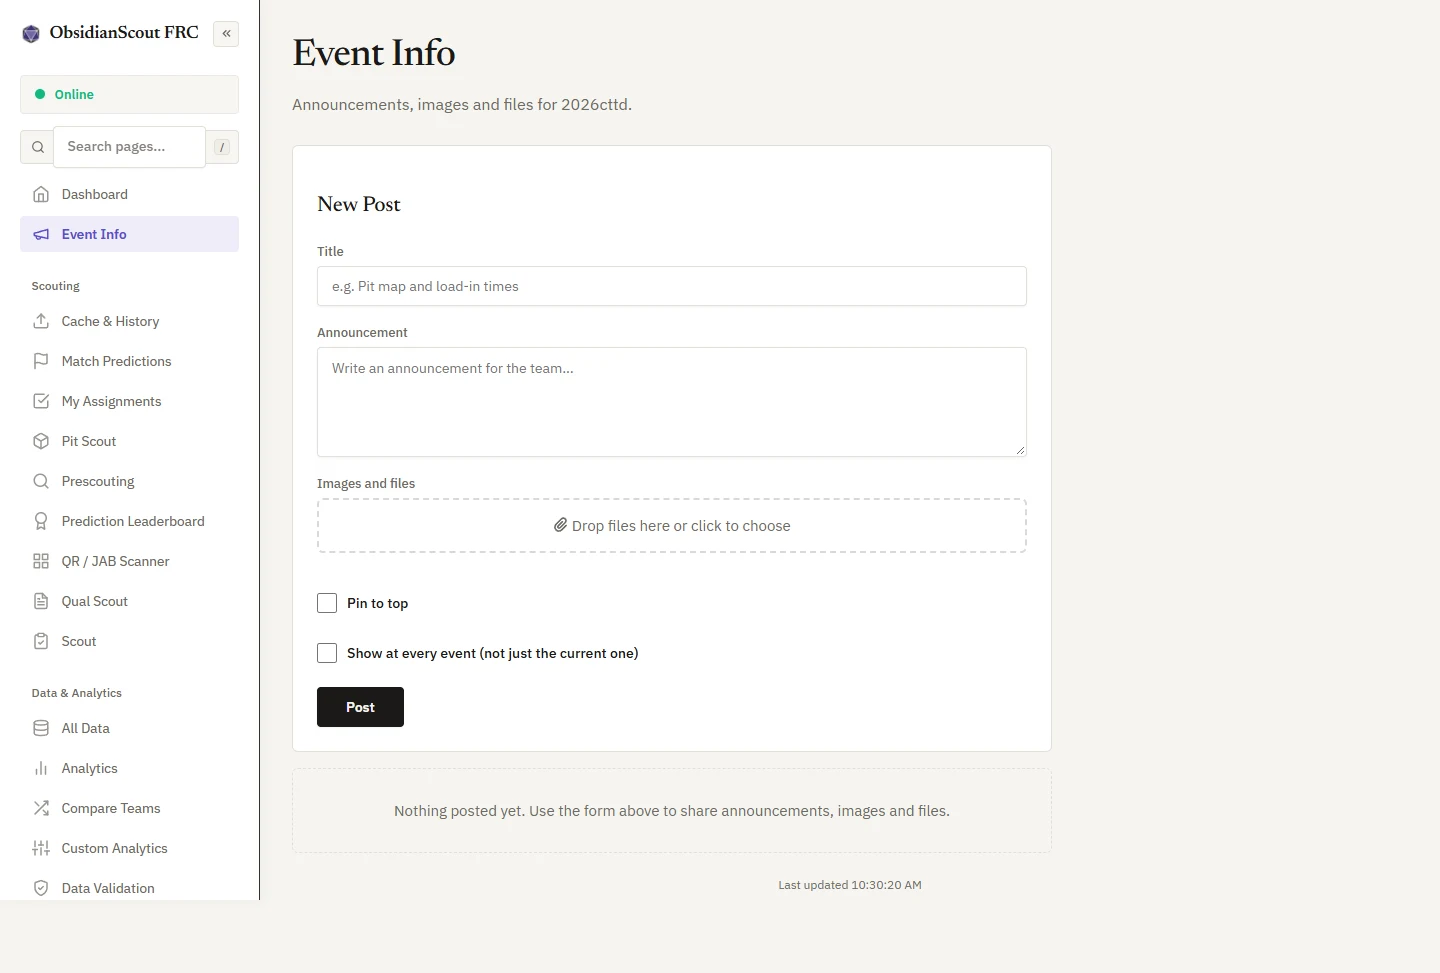 ObsidianScout FRC
«
Online
Search pages...
/
Dashboard
Event Info
Scouting
Cache & History
Match Predictions
My Assignments
Pit Scout
Prescouting
Prediction Leaderboard
QR / JAB Scanner
Qual Scout
Scout
Data & Analytics
All Data
Analytics
Compare Teams
Custom Analytics
Data Validation
Event Info
Announcements, images and files for 2026cttd.
New Post
Title
e.g. Pit map and load-in times
Announcement
Write an announcement for the team...
Images and files
Drop files here or click to choose
Pin to top
Show at every event (not just the current one)
Post
Nothing posted yet. Use the form above to share announcements, images and files.
Last updated 10:30:20 AM